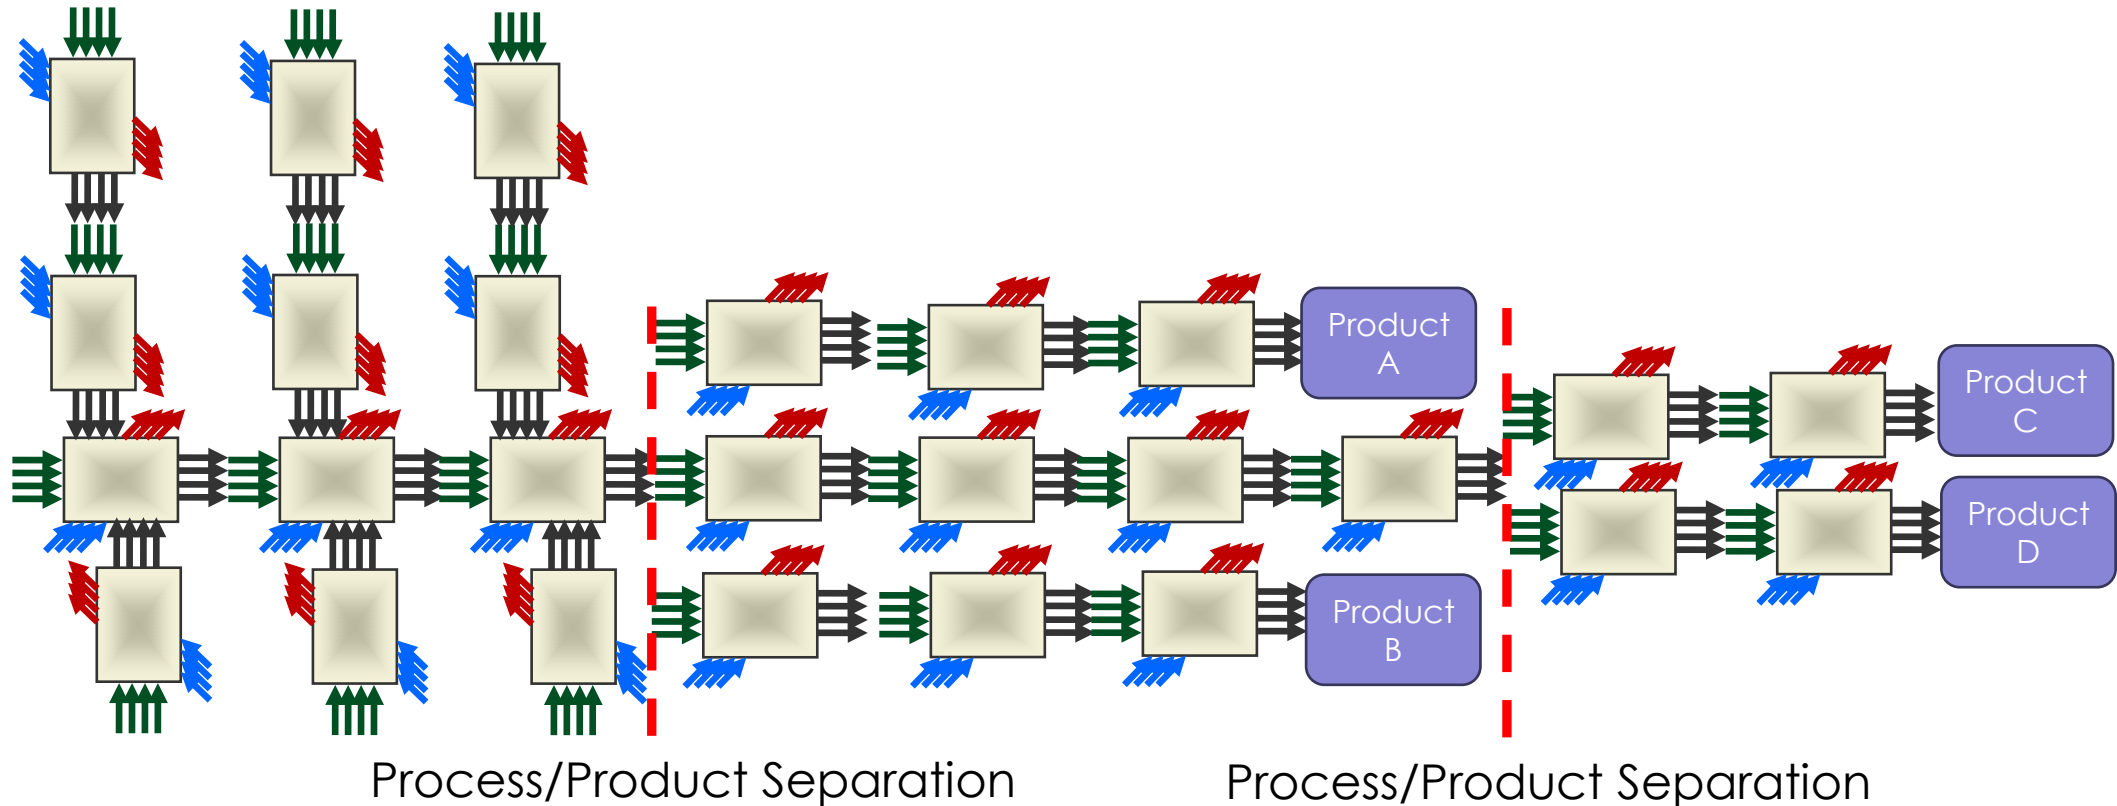 Product
A
Product
C
Product
D
Product
B
Process/Product Separation
Process/Product Separation